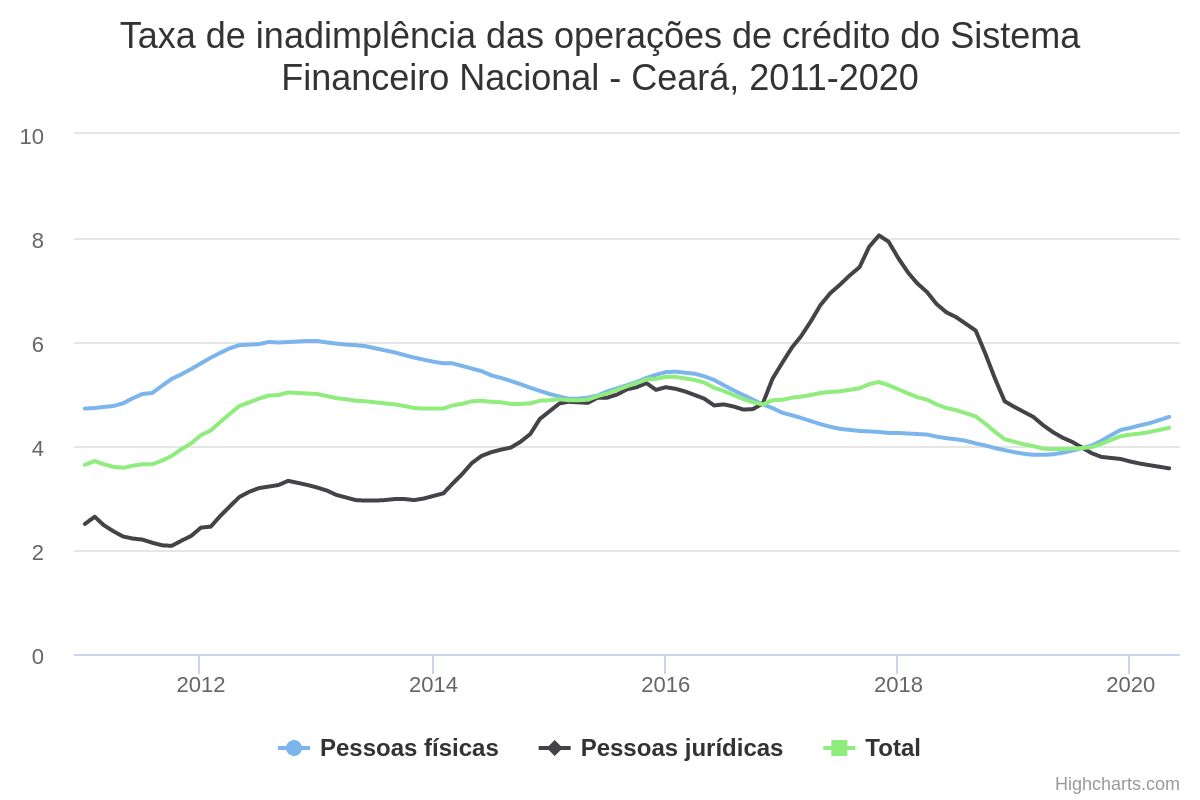 Taxa de inadimplência das operações de crédito do Sistema
Financeiro Nacional - Ceará, 2011-2020
10
8
6
4
2
0
2012 2014 2016 2018 2020
Pessoas físicas Pessoas jurídicas Total
Highcharts.com